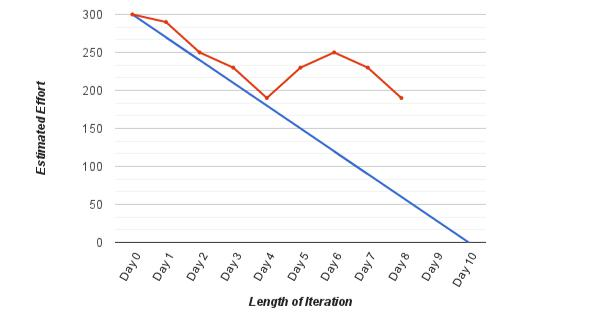 300
250
200
150
100
50
0
Estimated Effort
Day 0
Day 1
Day 2
Day 3
Day 4
Day 5
Day 6
Day 7
Day 8
Day 9
Day 10
Length of Iteration